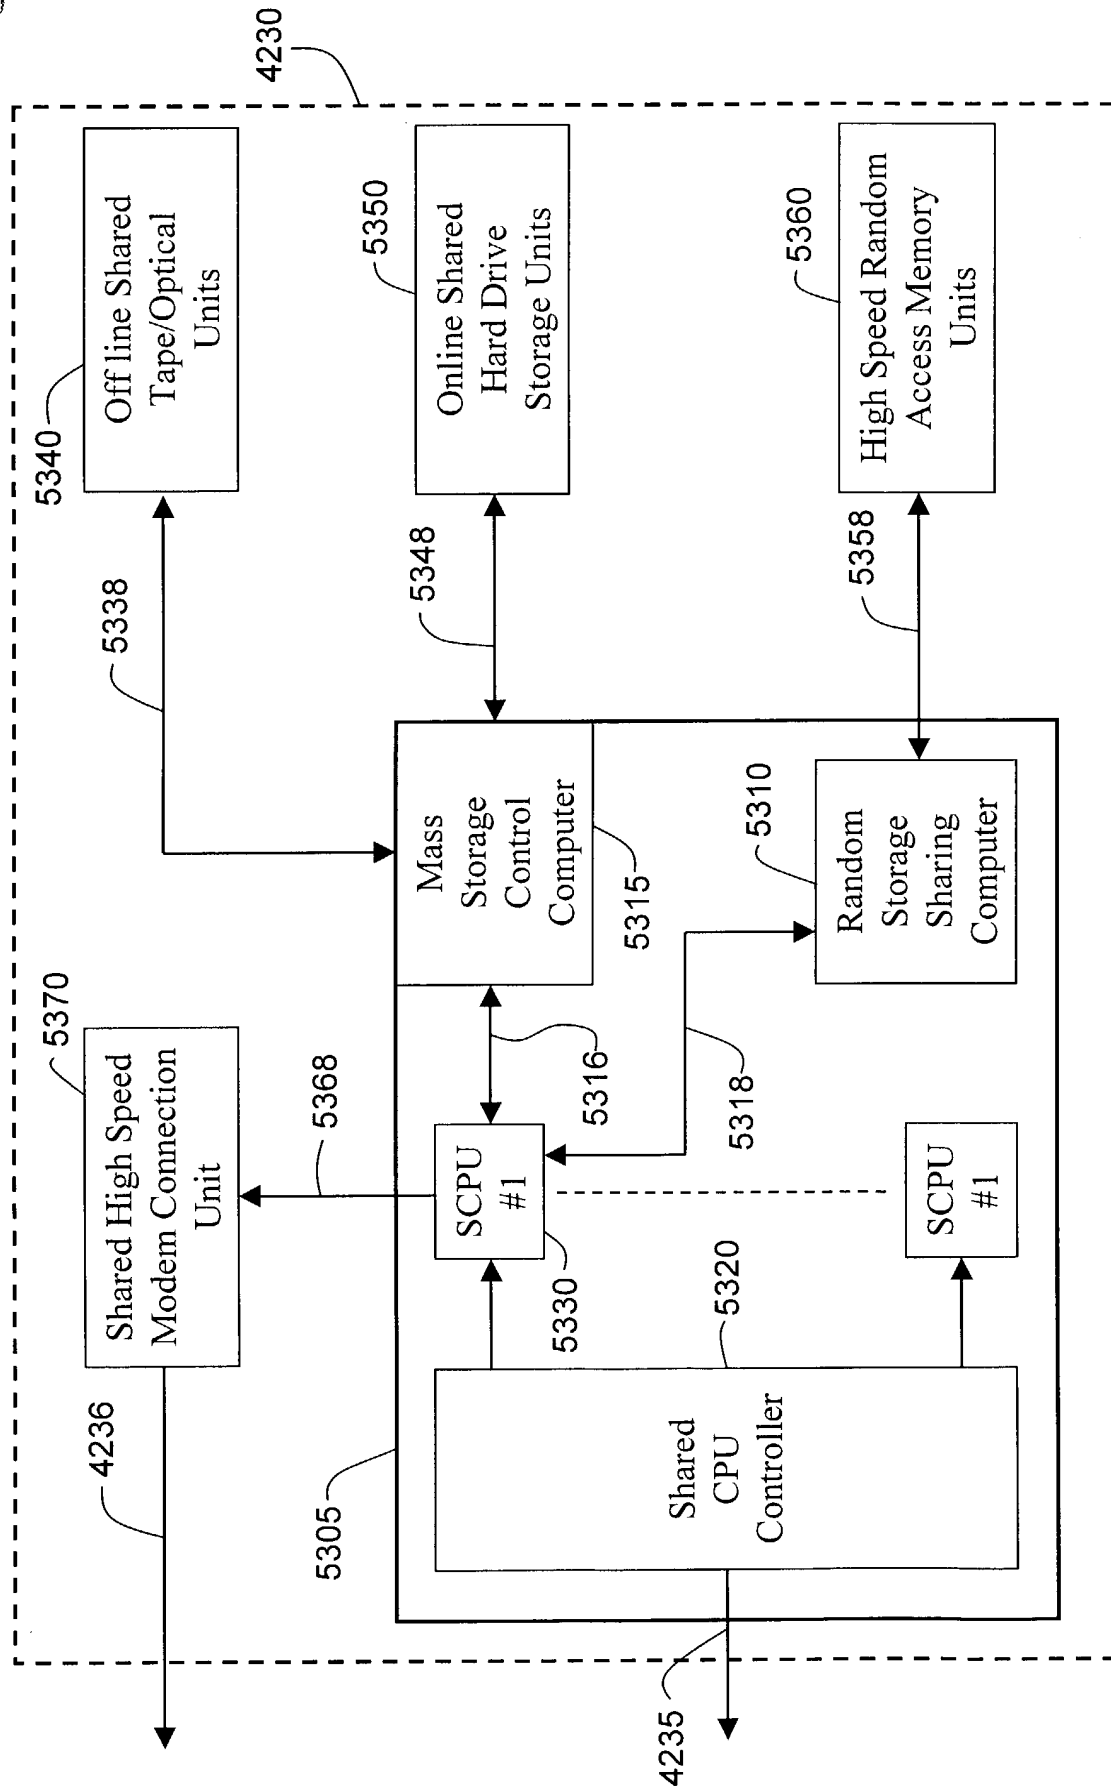 4230
5340
Off line Shared
Tape/Optical
Units
5338
5350
Online Shared
Hard Drive
Storage Units
5348
5360
High Speed Random
Access Memory
Units
5358
5370
Shared High Speed
Modem Connection
Unit
5368
4236
5305
Mass
Storage
Control
Computer
5315
5316
SCPU
#1
5330
5318
5310
Random
Storage
Sharing
Computer
SCPU
#1
5320
Shared
CPU
Controller
4235